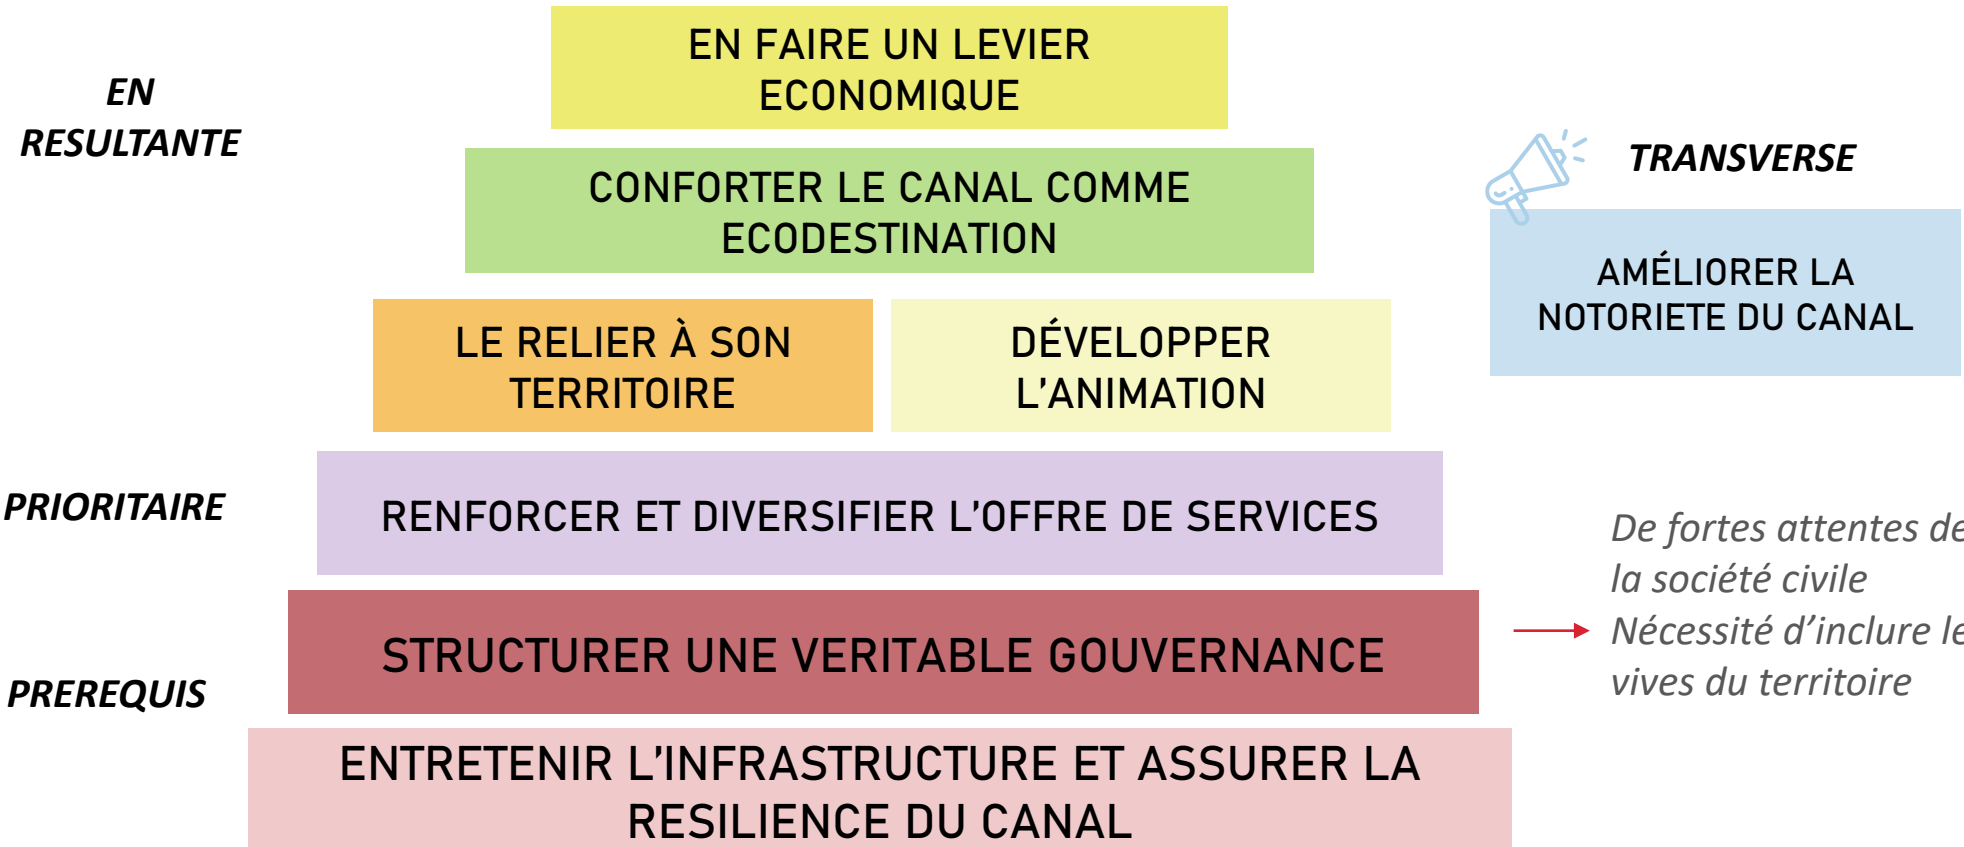 EN FAIRE UN LEVIER
ECONOMIQUE
EN
RESULTANTE
TRANSVERSE
CONFORTER LE CANAL COMME
ECODESTINATION
AMÉLIORER LA
NOTORIETE DU CANAL
LE RELIER À SON
TERRITOIRE
DÉVELOPPER
L’ANIMATION
PRIORITAIRE
RENFORCER ET DIVERSIFIER L’OFFRE DE SERVICES
De fortes attentes de
la société civile
Nécessité d’inclure le
vives du territoire
STRUCTURER UNE VERITABLE GOUVERNANCE
PREREQUIS
ENTRETENIR L’INFRASTRUCTURE ET ASSURER LA
RESILIENCE DU CANAL